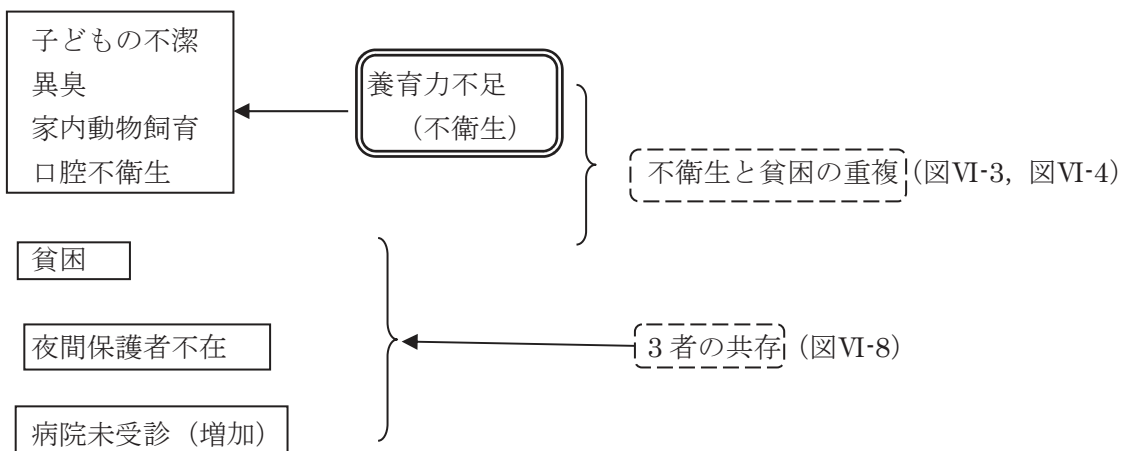 子どもの不潔
異臭
家内動物飼育
口腔不衛生
養育力不足
（不衛生）
不衛生と貧困の重複（図Ⅵ-3，図Ⅵ-4）
貧困
夜間保護者不在
3者の共存（図Ⅵ-8）
病院未受診（増加）